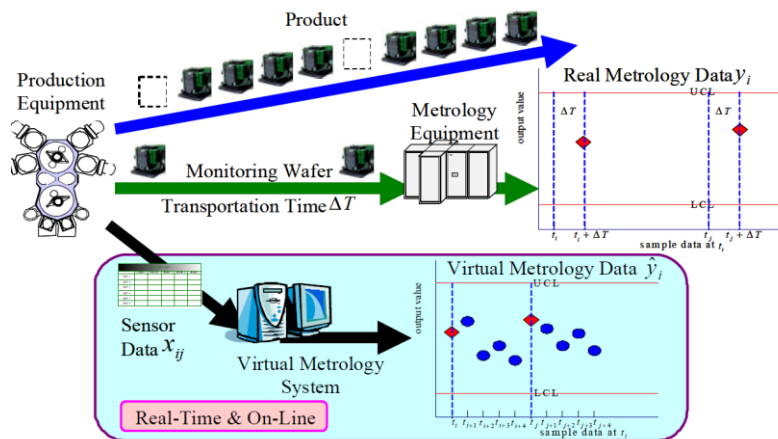 Product
Production
Equipment
Metrology
Equipment
Monitoring Wafer
Transportation Time ΔT
Real Metrology Data y_i
output value
UCL
ΔT
ΔT
LCL
t_i t_i + ΔT t_j t_j + ΔT
sample data at t_i
Sensor
Data x_ij
Virtual Metrology
System
Real-Time & On-Line
Virtual Metrology Data ŷ_i
output value
UCL
LCL
t_i t_i+1 t_i+2 t_i+3 t_i+4 t_j t_j+1 t_j+2 t_j+3 t_j+4
sample data at t_i